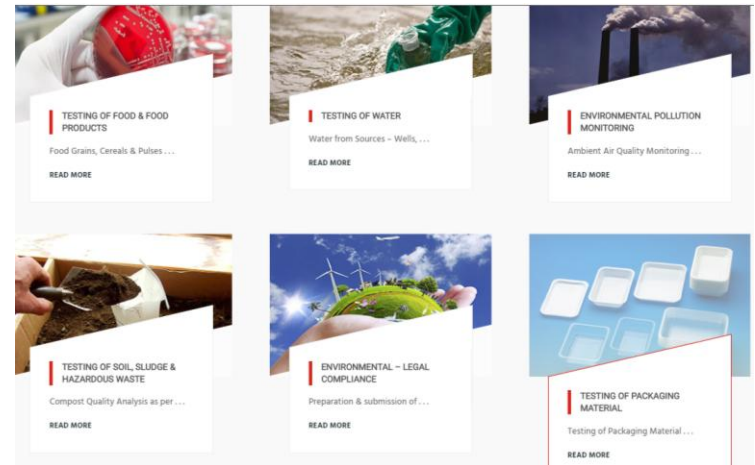 TESTING OF FOOD & FOOD
PRODUCTS
Food Grains, Cereals & Pulses . . .
READ MORE
TESTING OF WATER
Water from Sources – Wells, . . .
READ MORE
ENVIRONMENTAL POLLUTION
MONITORING
Ambient Air Quality Monitoring . . .
READ MORE
TESTING OF SOIL, SLUDGE &
HAZARDOUS WASTE
Compost Quality Analysis as per . . .
READ MORE
ENVIRONMENTAL – LEGAL
COMPLIANCE
Preparation & submission of . . .
READ MORE
TESTING OF PACKAGING
MATERIAL
Testing of Packaging Material . . .
READ MORE